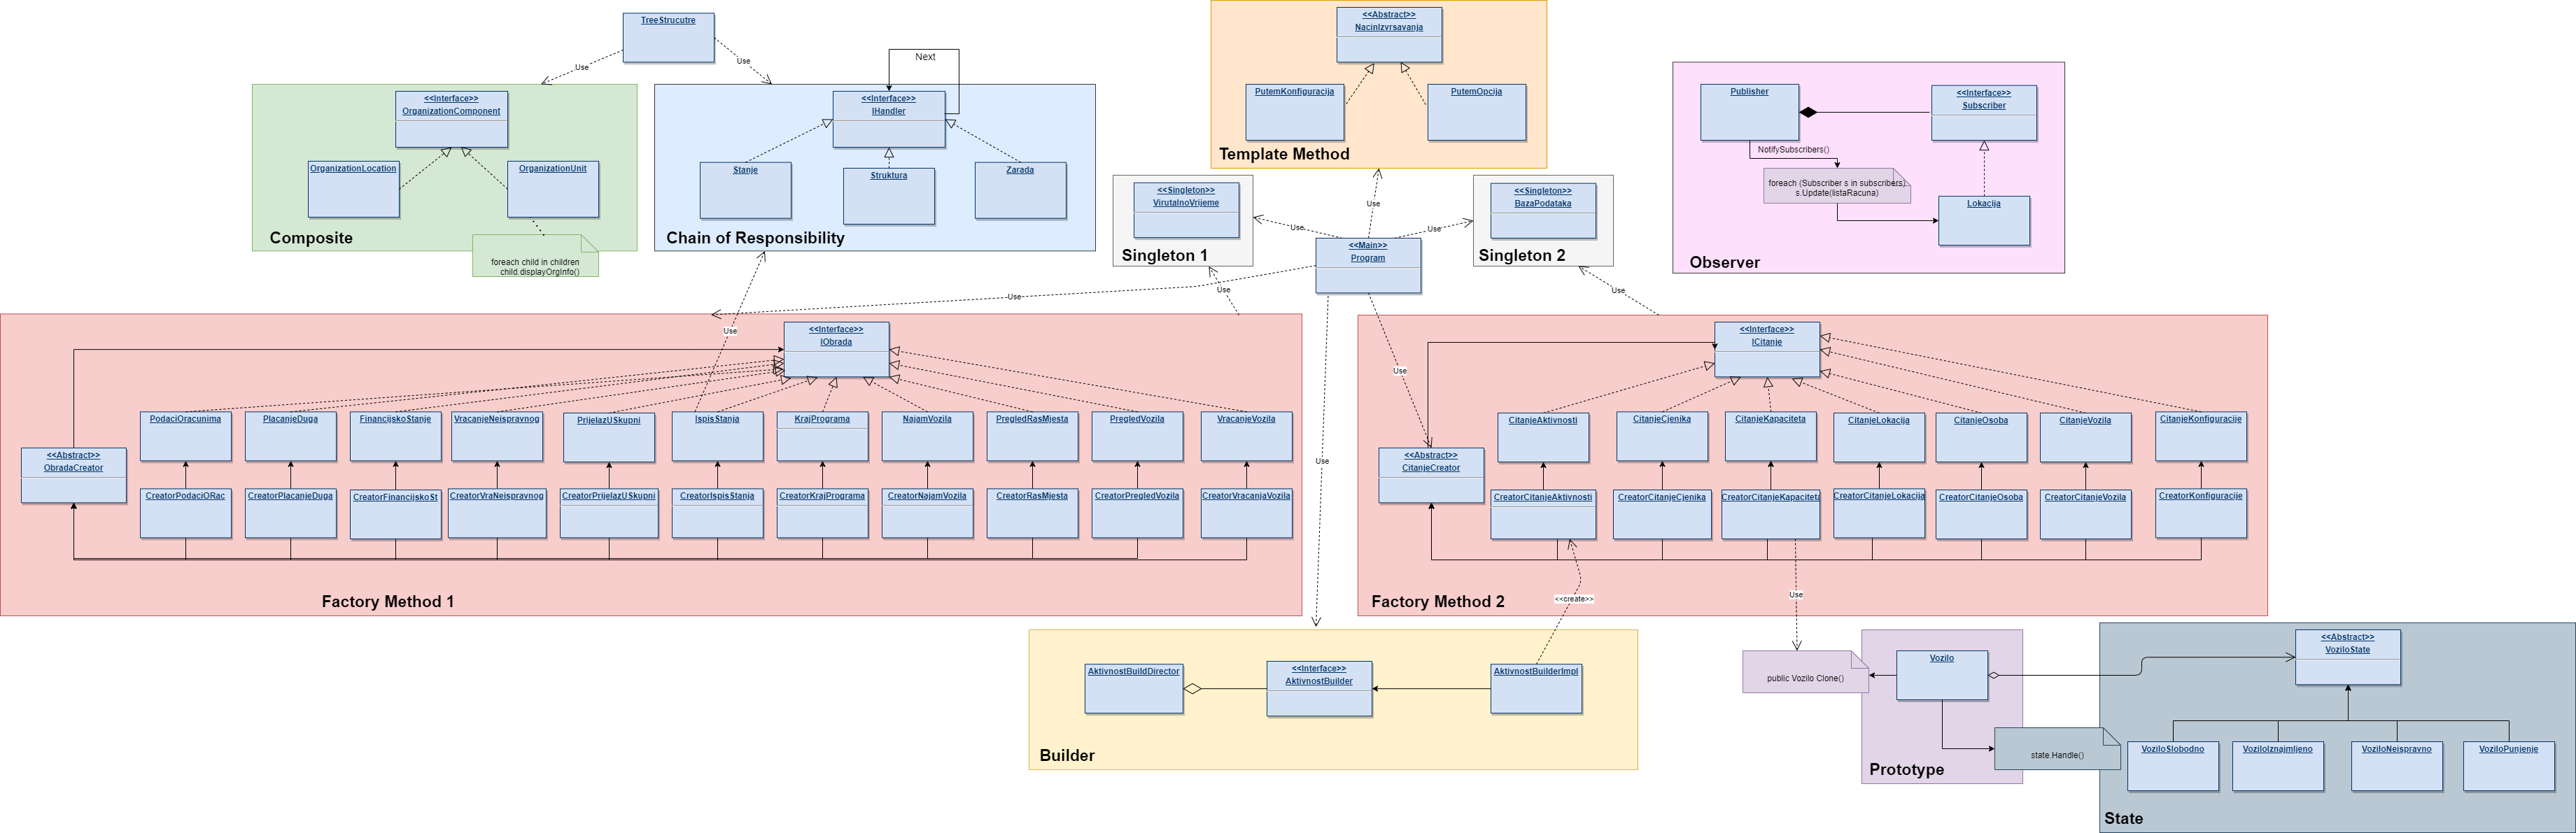 TreeStrucutre
Use
Use
Next
<<Interface>>
OrganizationComponent
OrganizationLocation
OrganizationUnit
Composite
foreach child in children
child.displayOrgInfo()
<<Interface>>
IHandler
Stanje
Struktura
Zarada
Chain of Responsibility
<<Abstract>>
NacinIzvrsavanja
PutemKonfiguracija
PutemOpcija
Template Method
<<Singleton>>
VirutalnoVrijeme
Singleton 1
<<Singleton>>
BazaPodataka
Singleton 2
Use
Use
Use
<<Main>>
Program
Publisher
<<Interface>>
Subscriber
NotifySubscribers()
foreach (Subscriber s in subscribers)
s.Update(listaRacuna)
Lokacija
Observer
Use
Use
Use
Use
Use
Use
<<Interface>>
IObrada
<<Abstract>>
ObradaCreator
PodaciOracunima
PlacanjeDuga
FinancijskoStanje
VracanjeNeispravnog
PrijelazUSkupni
IspisStanja
KrajPrograma
NajamVozila
PregledRasMjesta
PregledVozila
VracanjeVozila
CreatorPodaciORac
CreatorPlacanjeDuga
CreatorFinancijskoSt
CreatorVraNeispravnog
CreatorPrijelazUSkupni
CreatorIspisStanja
CreatorKrajPrograma
CreatorNajamVozila
CreatorRasMjesta
CreatorPregledVozila
CreatorVracanjaVozila
Factory Method 1
<<Interface>>
ICitanje
<<Abstract>>
CitanjeCreator
CitanjeAktivnosti
CitanjeCjenika
CitanjeKapaciteta
CitanjeLokacija
CitanjeOsoba
CitanjeVozila
CitanjeKonfiguracije
CreatorCitanjeAktivnosti
CreatorCitanjeCjenika
CreatorCitanjeKapaciteta
CreatorCitanjeLokacija
CreatorCitanjeOsoba
CreatorCitanjeVozila
CreatorKonfiguracije
Factory Method 2
<<create>>
Use
AktivnostBuildDirector
<<Interface>>
AktivnostBuilder
AktivnostBuilderImpl
Builder
public Vozilo Clone()
Vozilo
state.Handle()
Prototype
<<Abstract>>
VoziloState
VoziloSlobodno
VoziloIznajmljeno
VoziloNeispravno
VoziloPunjenje
State